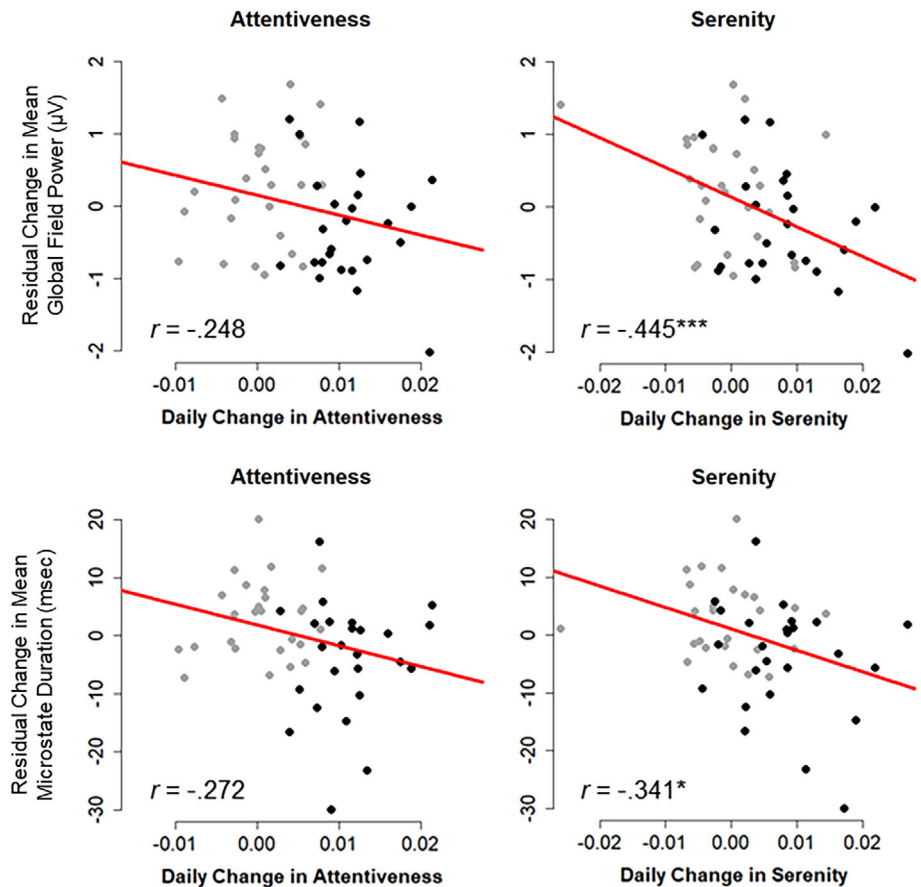 Attentiveness
Serenity
Residual Change in Mean
Global Field Power (µV)
2
1
0
-1
-2
r = -.248
-0.01 0.00 0.01 0.02
Daily Change in Attentiveness
2
1
0
-1
-2
r = -.445***
-0.02 -0.01 0.00 0.01 0.02
Daily Change in Serenity
Attentiveness
Serenity
Residual Change in Mean
Microstate Duration (msec)
20
10
0
-10
-20
-30
r = -.272
-0.01 0.00 0.01 0.02
Daily Change in Attentiveness
20
10
0
-10
-20
-30
r = -.341*
-0.02 -0.01 0.00 0.01 0.02
Daily Change in Serenity